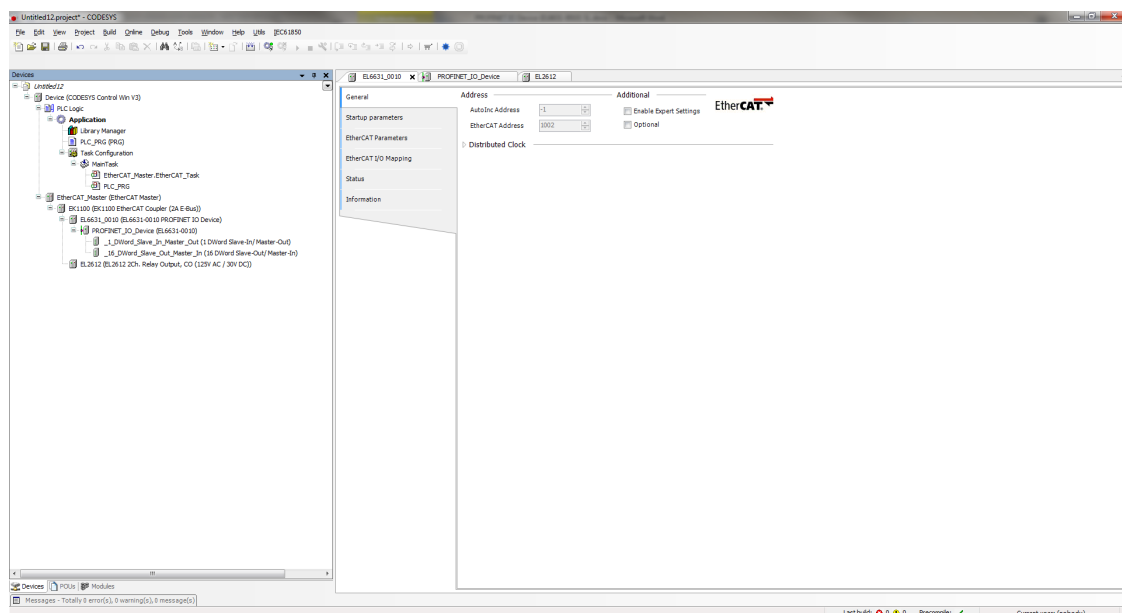 Untitled12.project* - CODESYS
File Edit View Project Build Online Debug Tools Window Help Utils IEC61850
Devices
Untitled12
Device (CODESYS Control Win V3)
PLC Logic
Application
Library Manager
PLC_PRG (PRG)
Task Configuration
MainTask
EtherCAT_Master.EtherCAT_Task
PLC_PRG
EtherCAT_Master (EtherCAT Master)
EK1100 (EK1100 EtherCAT Coupler (2A E-Bus))
EL6631_0010 (EL6631-0010 PROFINET IO Device)
PROFINET_IO_Device (EL6631-0010)
_1_DWord_Slave_In_Master_Out (1 DWord Slave-In/Master-Out)
_16_DWord_Slave_Out_Master_In (16 DWord Slave-Out/Master-In)
EL2612 (EL2612 2Ch. Relay Output, CO (125V AC / 30V DC))
Devices POUs Modules
EL6631_0010 PROFINET_IO_Device EL2612
General
Startup parameters
EtherCAT Parameters
EtherCAT I/O Mapping
Status
Information
Address
AutoInc Address -1
EtherCAT Address 1002
Distributed Clock
Additional
Enable Expert Settings
Optional
EtherCAT
Messages - Totally 0 error(s), 0 warning(s), 0 message(s)
Last build: 0 0 Precompile: Current user: (nobody)